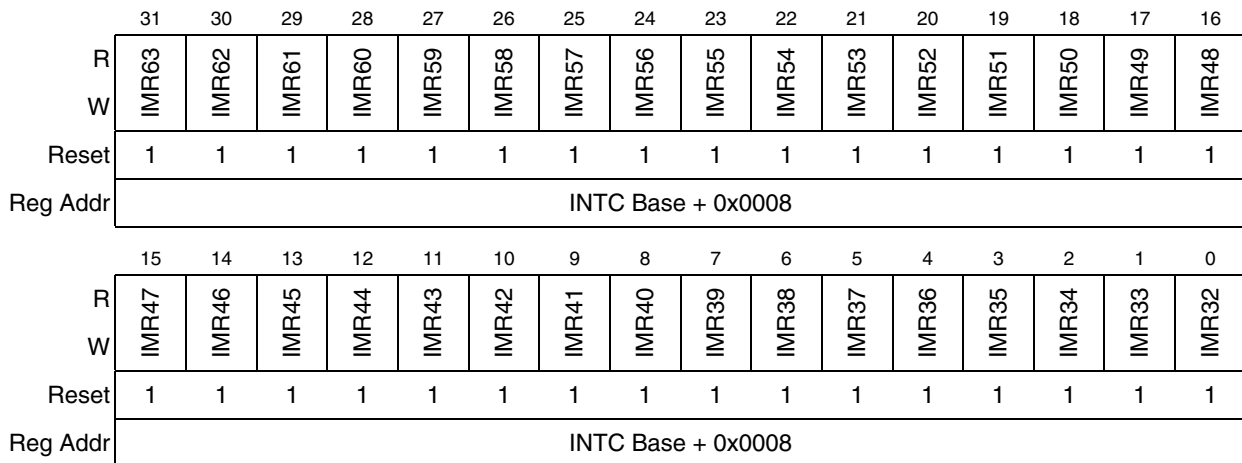 31 30 29 28 27 26 25 24 23 22 21 20 19 18 17 16
R W IMR63 IMR62 IMR61 IMR60 IMR59 IMR58 IMR57 IMR56 IMR55 IMR54 IMR53 IMR52 IMR51 IMR50 IMR49 IMR48
Reset 1 1 1 1 1 1 1 1 1 1 1 1 1 1 1 1
Reg Addr INTC Base + 0x0008
15 14 13 12 11 10 9 8 7 6 5 4 3 2 1 0
R W IMR47 IMR46 IMR45 IMR44 IMR43 IMR42 IMR41 IMR40 IMR39 IMR38 IMR37 IMR36 IMR35 IMR34 IMR33 IMR32
Reset 1 1 1 1 1 1 1 1 1 1 1 1 1 1 1 1
Reg Addr INTC Base + 0x0008